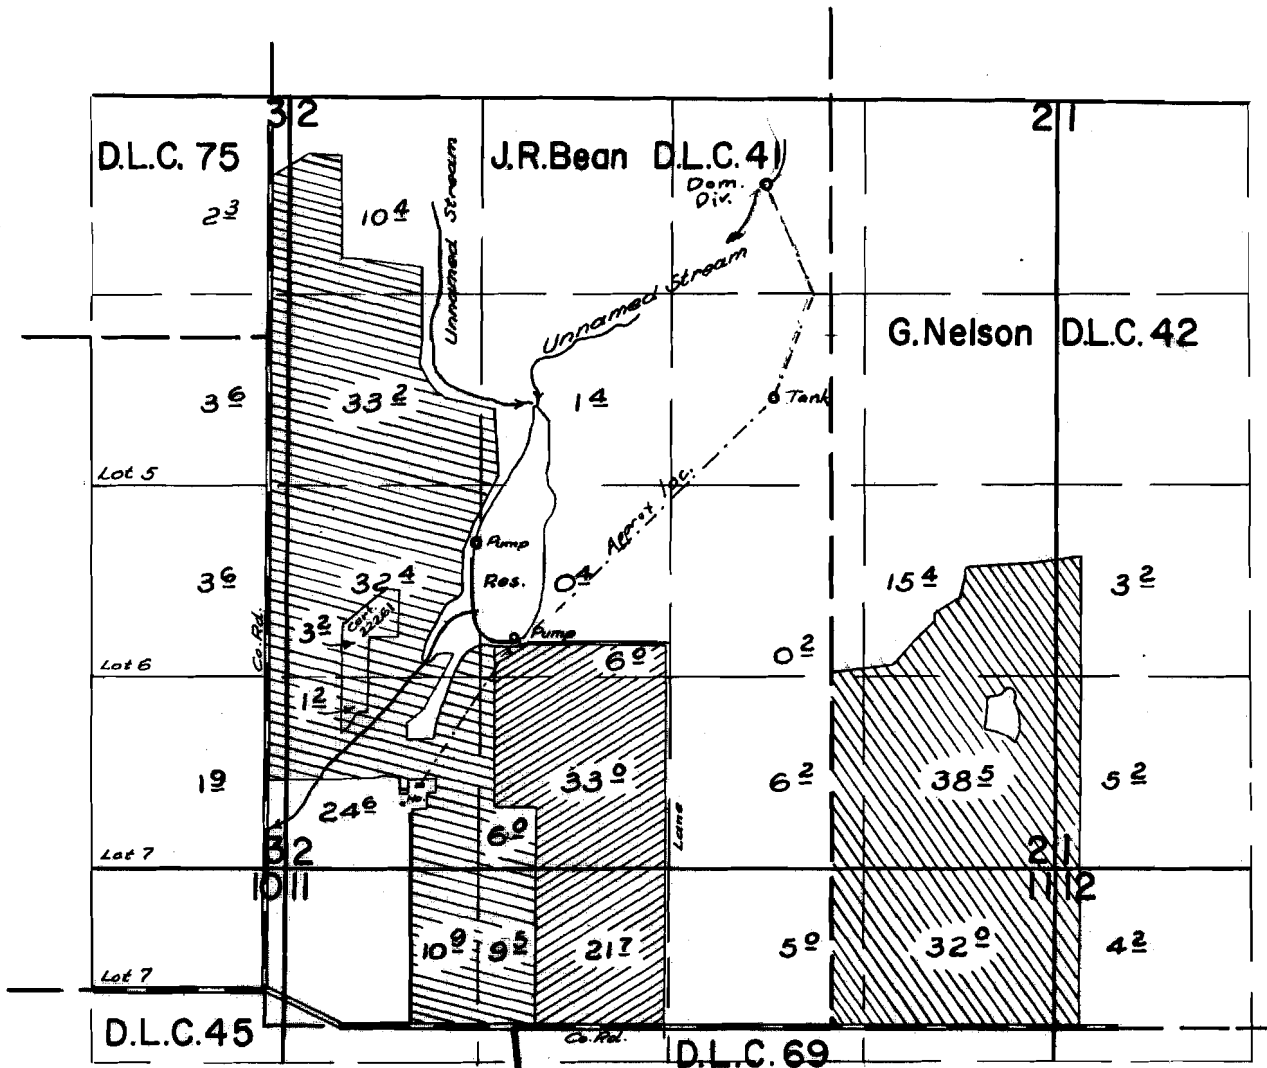 3 2
2 1
D.L.C. 75
J.R.Bean D.L.C. 41
Dom.
Div.
2 3
10 4
Unnamed Stream
Unnamed Stream
G.Nelson D.L.C. 42
3 6
33 2
1 4
Tank
Lot 5
Approx Loc.
Pump
3 6
32 4
Res.
0 4
15 4
3 2
Cert.
22261
3 2
Pump
Co. Rd.
Lot 6
6 0
0 2
1 2
1 9
24 6
33 0
6 2
38 5
5 2
6 0
Lane
Lot 7
3 2
2 1
10 11
11 12
10 9
9 5
21 7
5 0
32 0
4 2
Lot 7
D.L.C. 45
Co. Rd.
D.L.C. 69